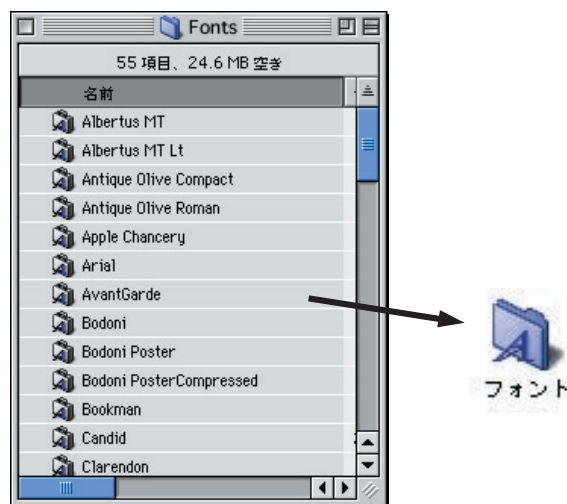 Fonts
55 項目、24.6 MB 空き
名前
Albertus MT
Albertus MT Lt
Antique Olive Compact
Antique Olive Roman
Apple Chancery
Arial
AvantGarde
Bodoni
Bodoni Poster
Bodoni PosterCompressed
Bookman
Candid
Clarendon
フォント